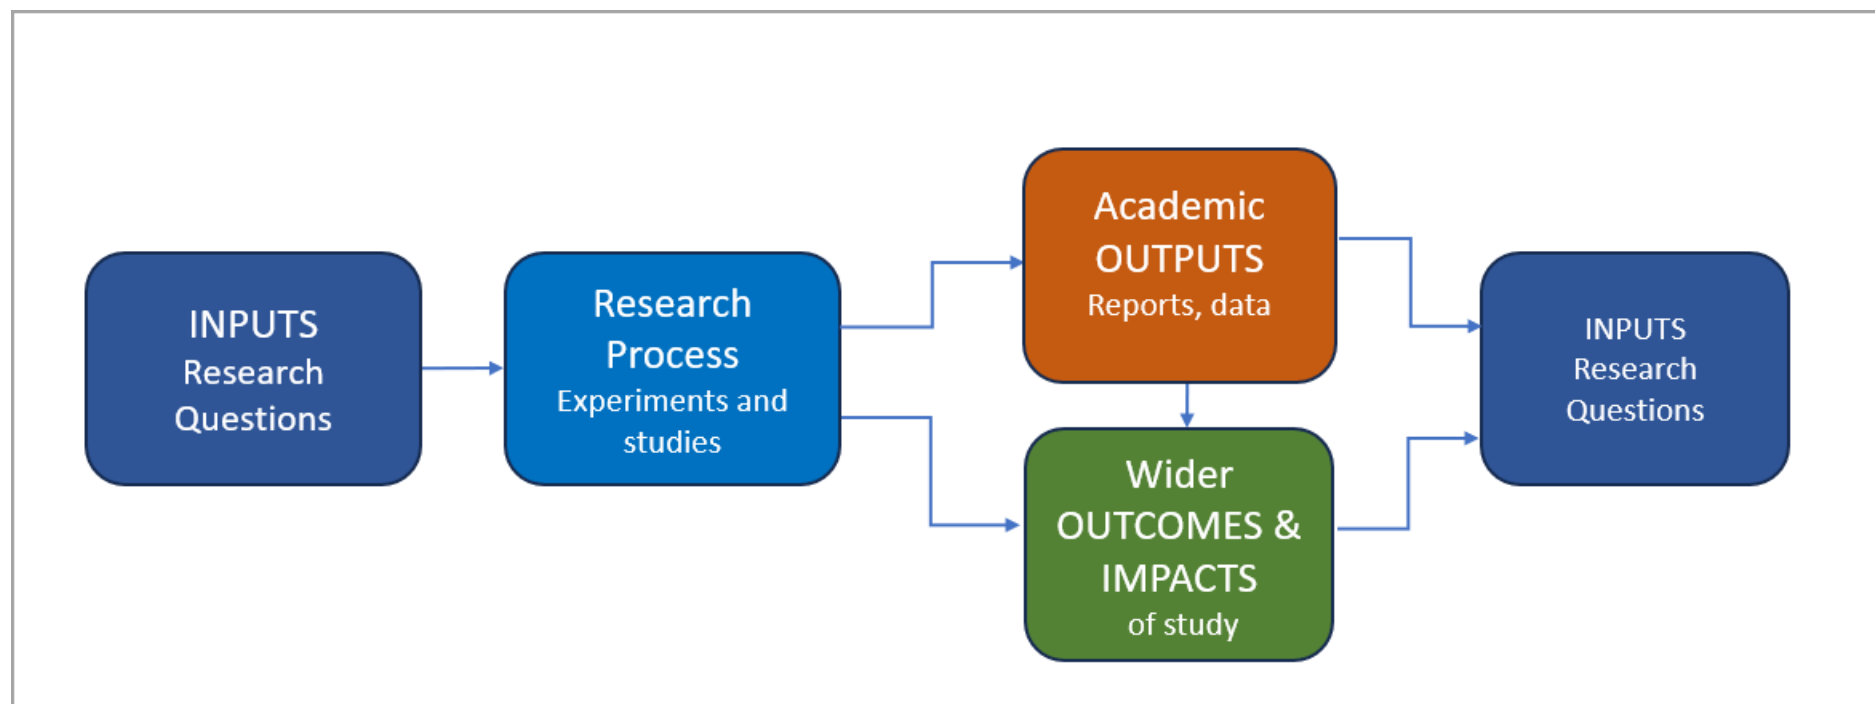 INPUTS
Research
Questions
Research
Process
Experiments and
studies
Academic
OUTPUTS
Reports, data
Wider
OUTCOMES &
IMPACTS
of study
INPUTS
Research
Questions